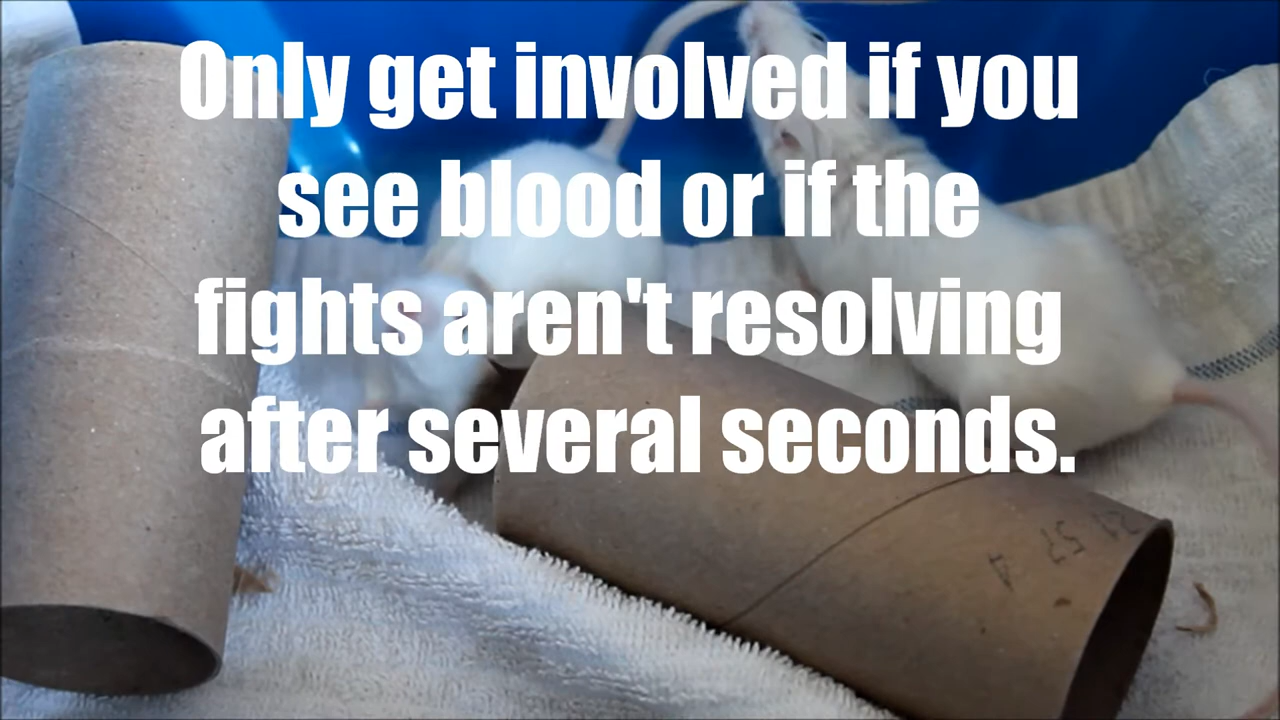 Only get involved if you
see blood or if the
fights aren't resolving
after several seconds.